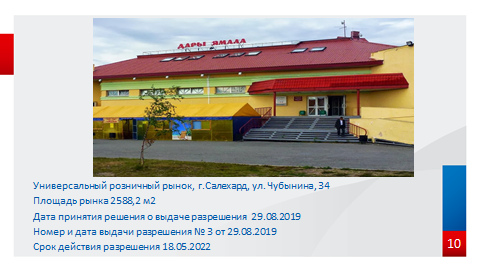 ДАРЫ ЯМАЛА
Универсальный розничный рынок, г.Салехард, ул. Чубынина, 34
Площадь рынка 2588,2 м2
Дата принятия решения о выдаче разрешения 29.08.2019
Номер и дата выдачи разрешения № 3 от 29.08.2019
Срок действия разрешения 18.05.2022
10